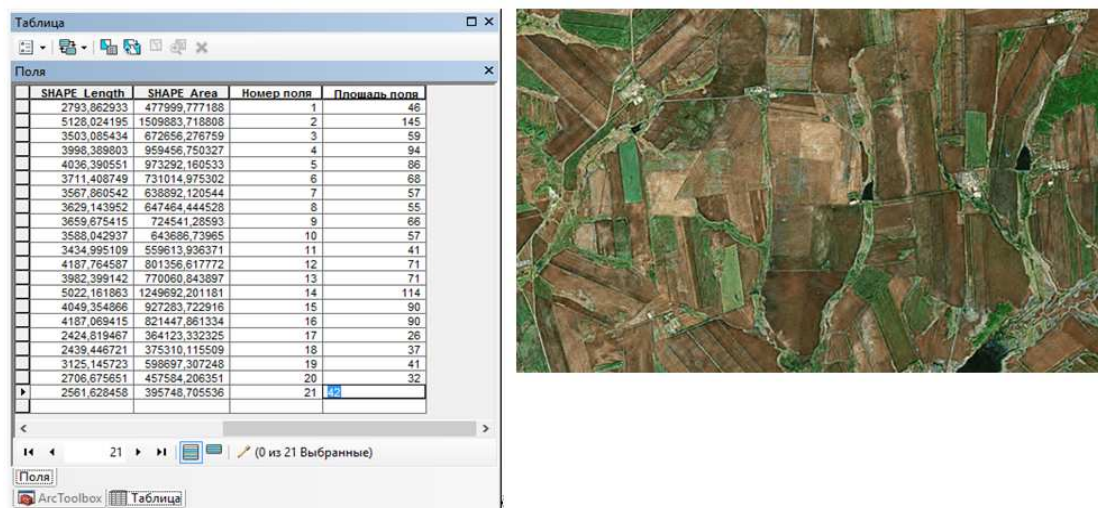 Таблица
Поля
SHAPE_Length SHAPE_Area Номер поля Площадь поля
2793,862933 477999,777188 1 46
5128,024195 1509883,718808 2 145
3503,085434 672656,276759 3 59
3998,389803 959456,750327 4 94
4036,390551 973292,160533 5 86
3711,408749 731014,975302 6 68
3567,860542 638892,120544 7 57
3629,143952 647464,444528 8 55
3659,675415 724541,28593 9 66
3588,042937 643686,73965 10 57
3434,995109 559613,936371 11 41
4187,764587 801356,617772 12 71
3982,399142 770060,843897 13 71
5022,161863 1249692,201181 14 114
4049,354866 927283,722916 15 90
4187,069415 821447,861334 16 90
2424,819467 364123,332325 17 26
2439,446721 375310,115509 18 37
3125,145723 598697,307248 19 41
2706,675651 457584,206351 20 32
2561,628458 395748,705536 21 42
21 (0 из 21 Выбранные)
Поля
ArcToolbox Таблица